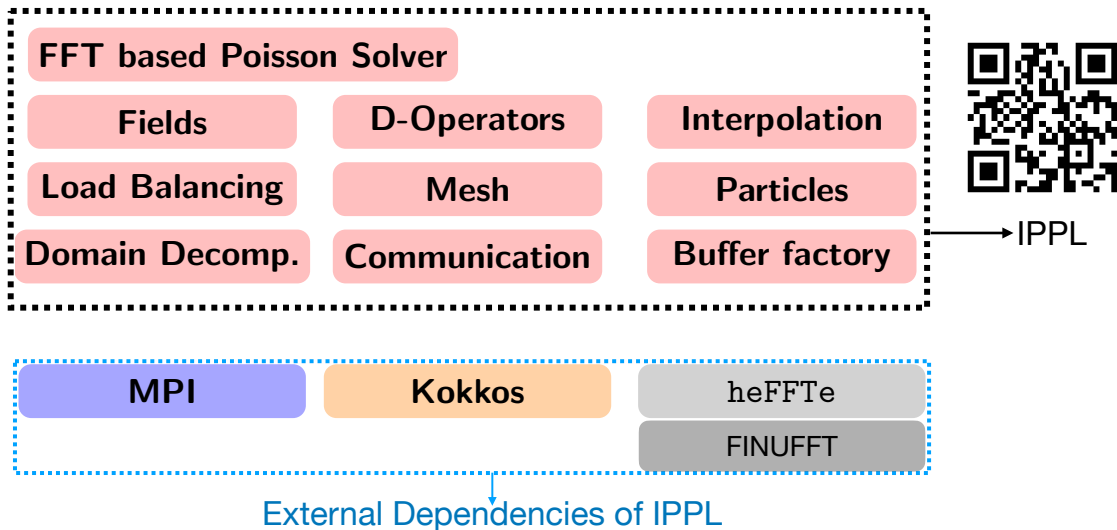 FFT based Poisson Solver
Fields
D-Operators
Interpolation
Load Balancing
Mesh
Particles
Domain Decomp.
Communication
Buffer factory
IPPL
MPI
Kokkos
heFFTe
FINUFFT
External Dependencies of IPPL